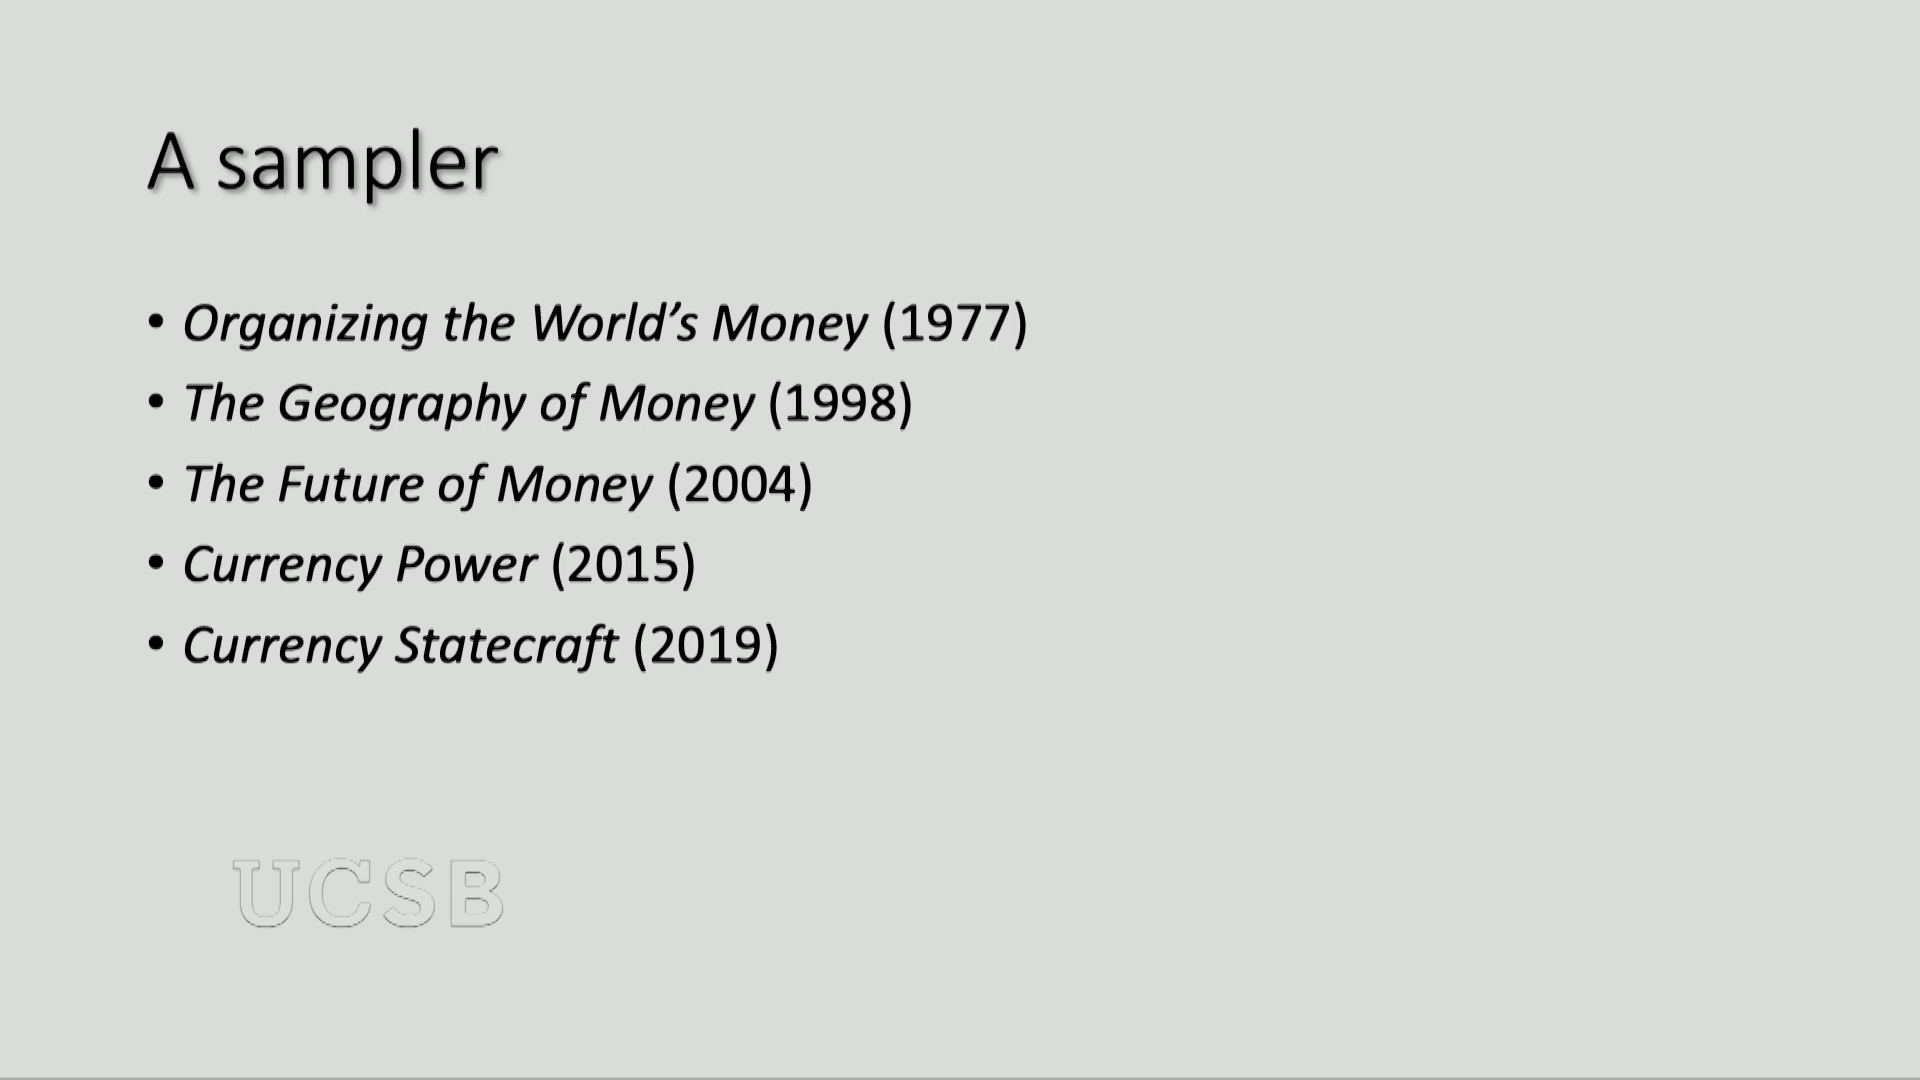 A sampler
• Organizing the World’s Money (1977)
• The Geography of Money (1998)
• The Future of Money (2004)
• Currency Power (2015)
• Currency Statecraft (2019)
UCSB